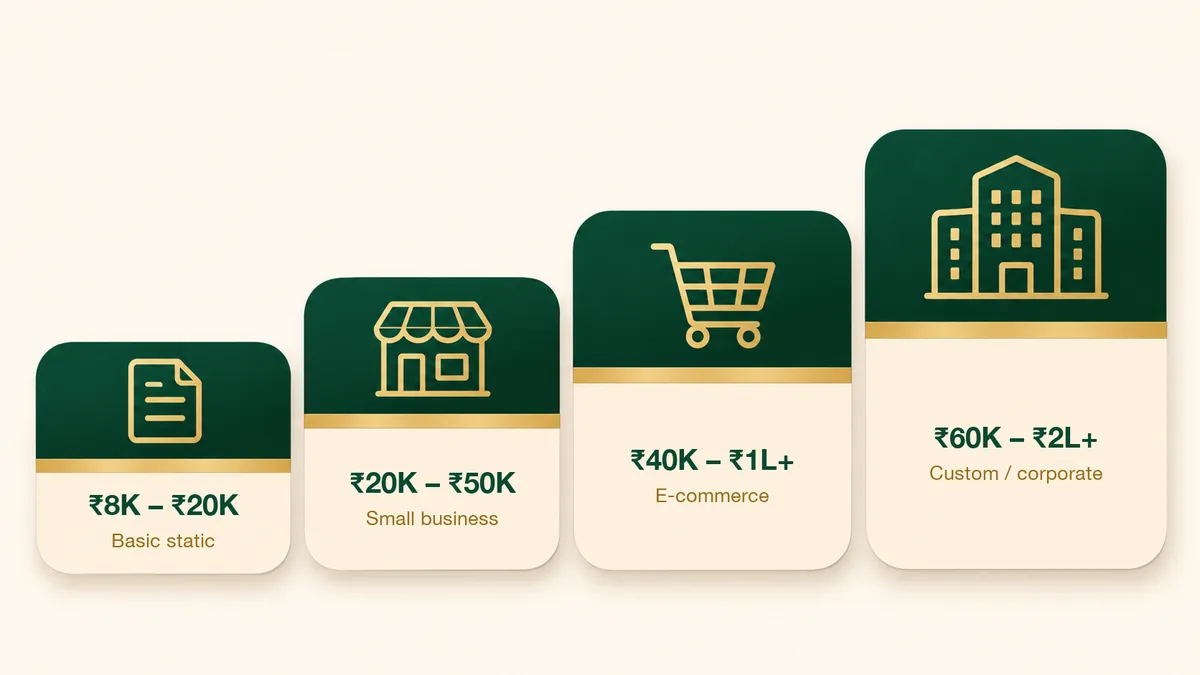 ₹8K – ₹20K
Basic static
₹20K – ₹50K
Small business
₹40K – ₹1L+
E-commerce
₹60K – ₹2L+
Custom / corporate